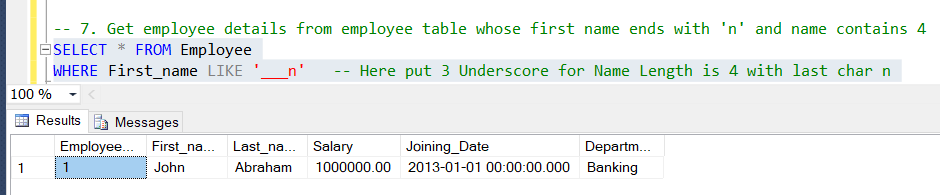 -- 7. Get employee details from employee table whose first name ends with 'n' and name contains 4
SELECT * FROM Employee
WHERE First_name LIKE '___n'   -- Here put 3 Underscore for Name Length is 4 with last char n
100 %
Results Messages
Employee... First_na... Last_na... Salary Joining_Date Departm...
1 1 John Abraham 1000000.00 2013-01-01 00:00:00.000 Banking